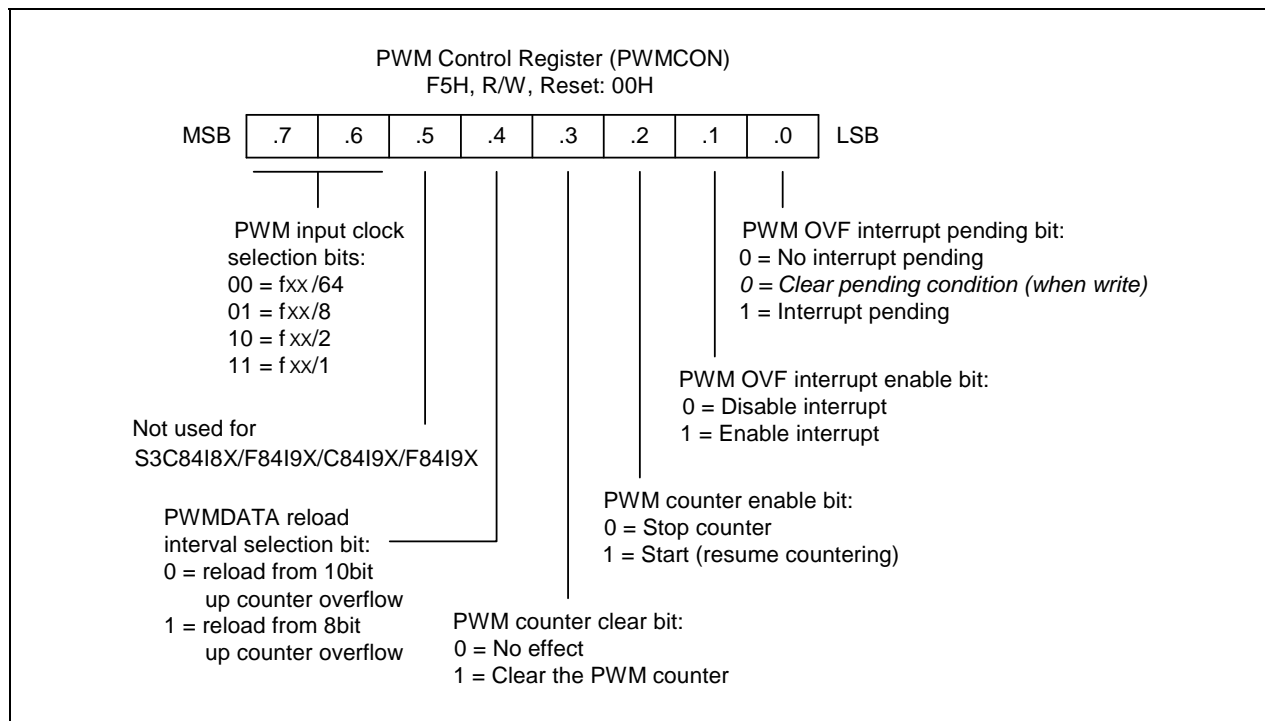 PWM Control Register (PWMCON)
F5H, R/W, Reset: 00H
MSB .7 .6 .5 .4 .3 .2 .1 .0 LSB
PWM input clock
selection bits:
00 = fxx/64
01 = fxx/8
10 = fxx/2
11 = fxx/1
PWM OVF interrupt pending bit:
0 = No interrupt pending
0 = Clear pending condition (when write)
1 = Interrupt pending
PWM OVF interrupt enable bit:
0 = Disable interrupt
1 = Enable interrupt
Not used for
S3C84I8X/F84I9X/C84I9X/F84I9X
PWM counter enable bit:
0 = Stop counter
1 = Start (resume countering)
PWMDATA reload
interval selection bit:
0 = reload from 10bit
up counter overflow
1 = reload from 8bit
up counter overflow
PWM counter clear bit:
0 = No effect
1 = Clear the PWM counter